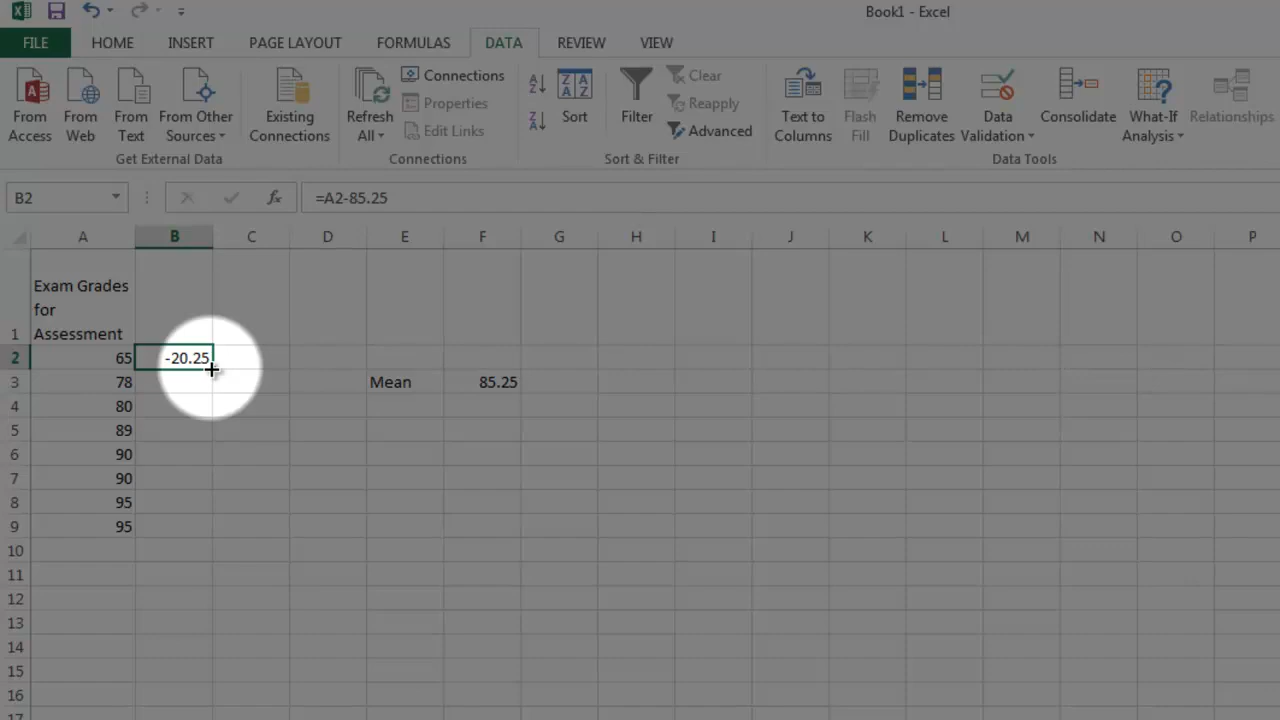 Book1 - Excel
FILE HOME INSERT PAGE LAYOUT FORMULAS DATA REVIEW VIEW
From Access
From Web
From Text
From Other Sources
Existing Connections
Get External Data
Refresh All
Connections
Properties
Edit Links
Connections
Sort
Filter
Clear
Reapply
Advanced
Sort & Filter
Text to Columns
Flash Fill
Remove Duplicates
Data Validation
Consolidate
What-If Analysis
Relationships
Data Tools
B2 fx =A2-85.25
A B C D E F G H I J K L M N O P
Exam Grades
for
1 Assessment
2 65 -20.25
3 78 Mean 85.25
4 80
5 89
6 90
7 90
8 95
9 95
10
11
12
13
14
15
16
17